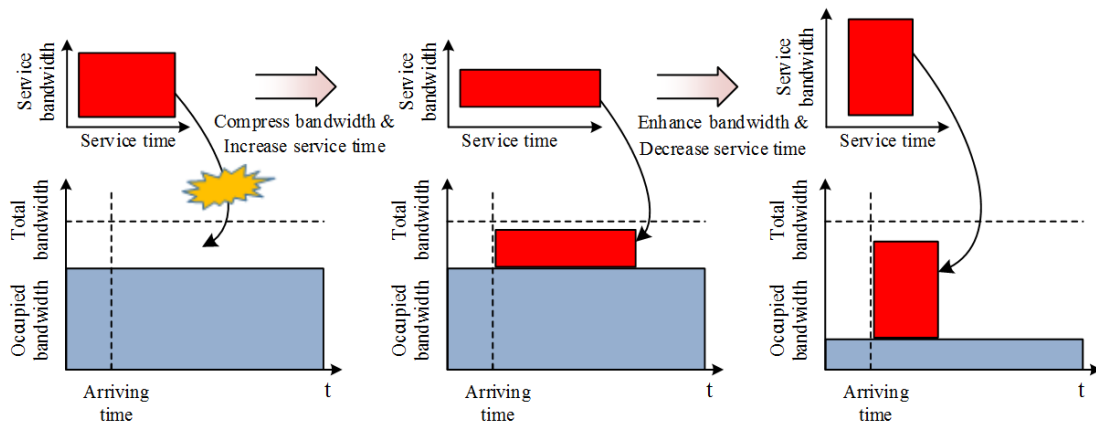 Service
bandwidth
Service time
Compress bandwidth &
Increase service time
Service
bandwidth
Service time
Enhance bandwidth &
Decrease service time
Service
bandwidth
Service time
Total
bandwidth
Occupied
bandwidth
Arriving
time
t
Total
bandwidth
Occupied
bandwidth
Arriving
time
t
Total
bandwidth
Occupied
bandwidth
Arriving
time
t